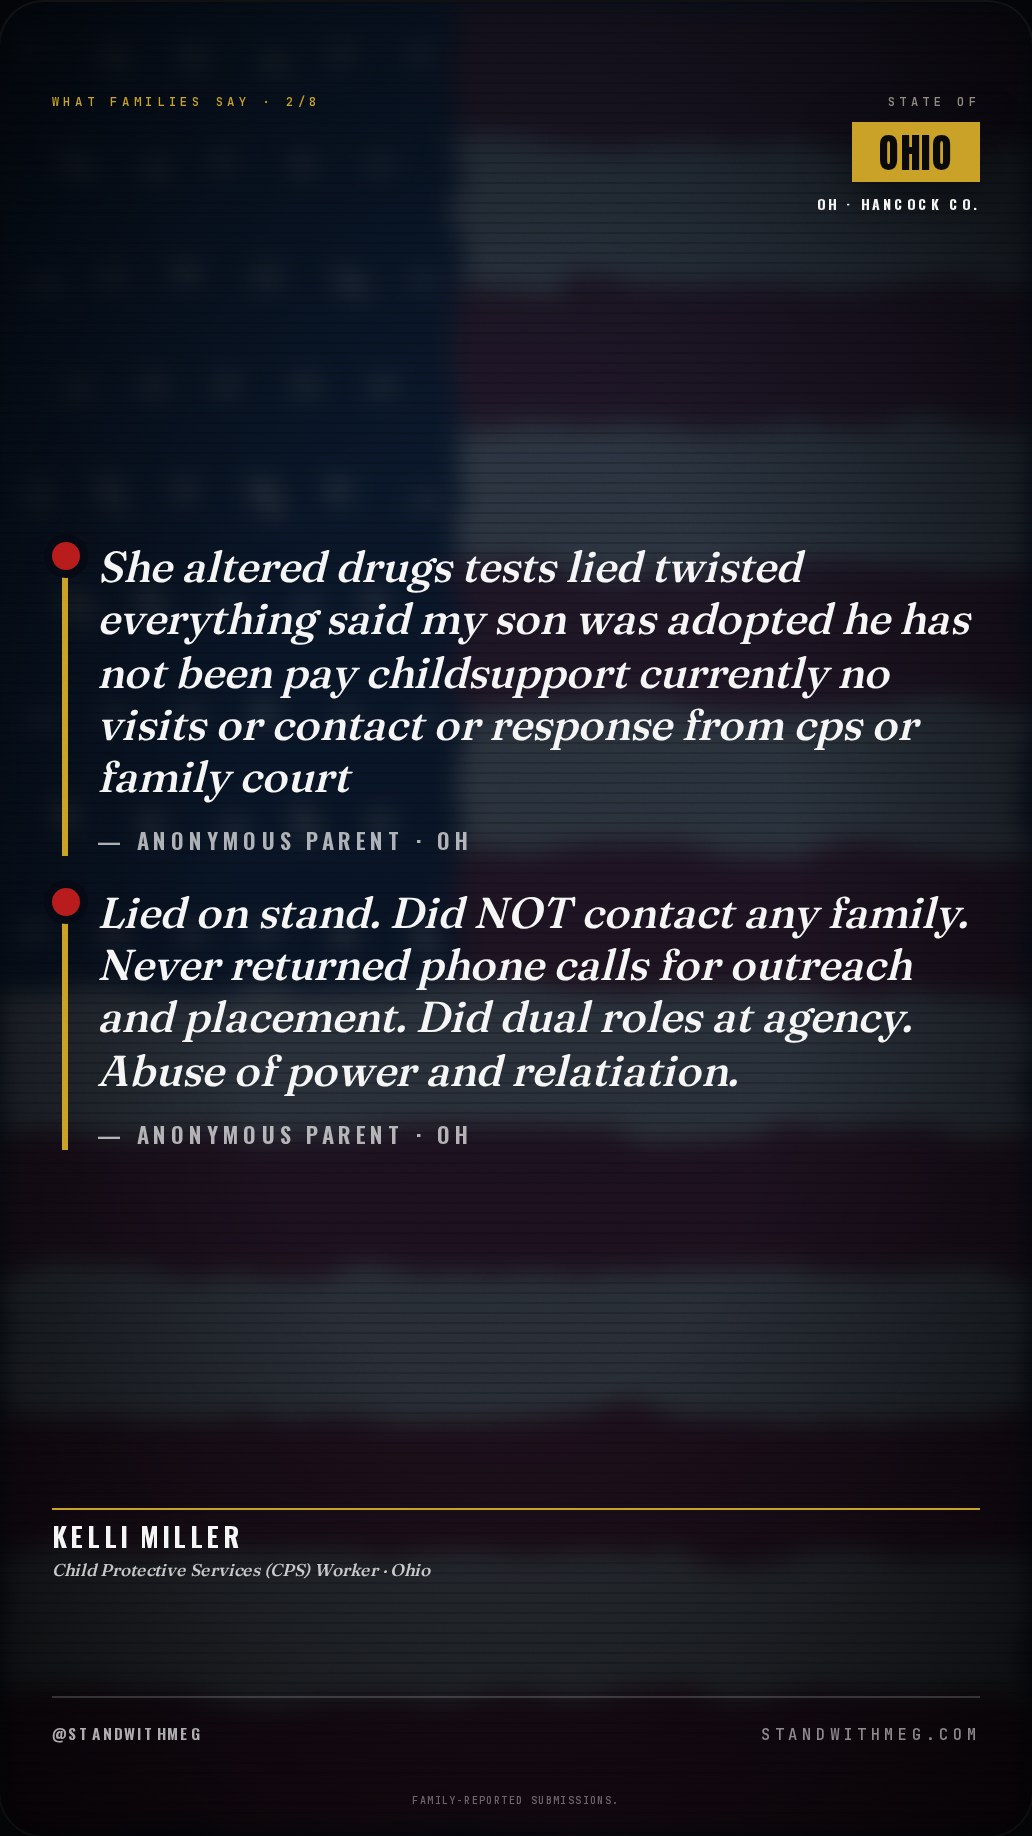 WHAT FAMILIES SAY · 2/8
STATE OF
OHIO
OH · HANCOCK CO.
She altered drugs tests lied twisted
everything said my son was adopted he has
not been pay childsupport currently no
visits or contact or response from cps or
family court
— ANONYMOUS PARENT · OH
Lied on stand. Did NOT contact any family.
Never returned phone calls for outreach
and placement. Did dual roles at agency.
Abuse of power and relatiation.
— ANONYMOUS PARENT · OH
KELLI MILLER
Child Protective Services (CPS) Worker · Ohio
@STANDWITHMEG
STANDWITHMEG.COM
FAMILY-REPORTED SUBMISSIONS.